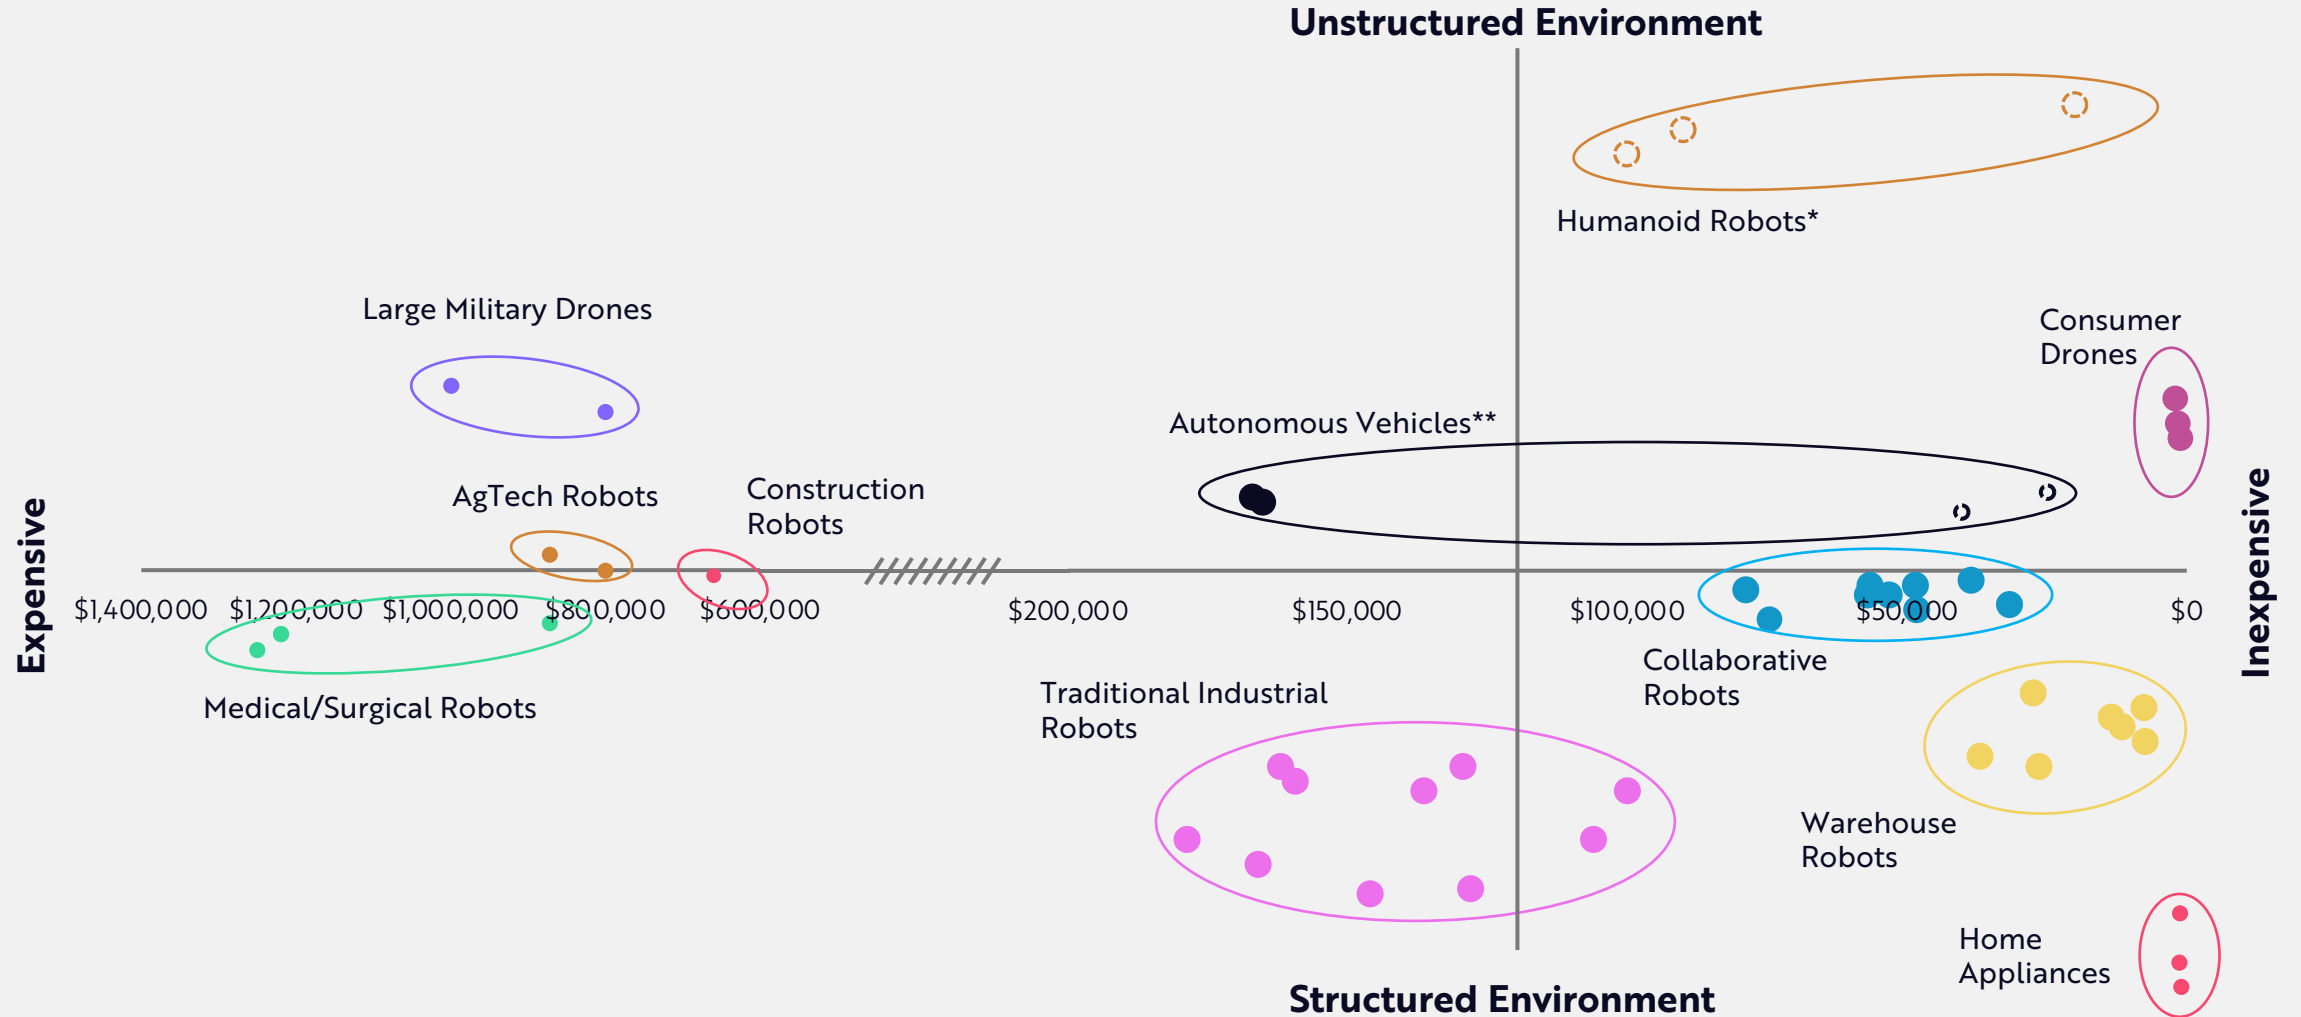 Unstructured Environment
Humanoid Robots*
Large Military Drones
Consumer
Drones
Autonomous Vehicles**
AgTech Robots
Construction
Robots
Expensive
Inexpensive
$1,400,000 $1,200,000 $1,000,000 $800,000 $600,000 $200,000 $150,000 $100,000 $50,000 $0
Medical/Surgical Robots
Traditional Industrial
Robots
Collaborative
Robots
Warehouse
Robots
Home
Appliances
Structured Environment